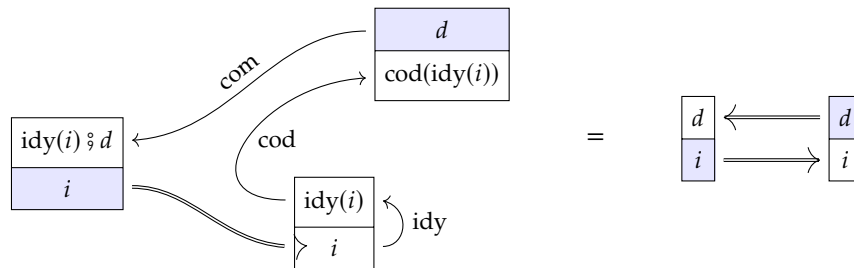 d
com
cod(idy(i))
idy(i) ⨟ d
cod
i
idy(i)
idy
i
=
d d
i i